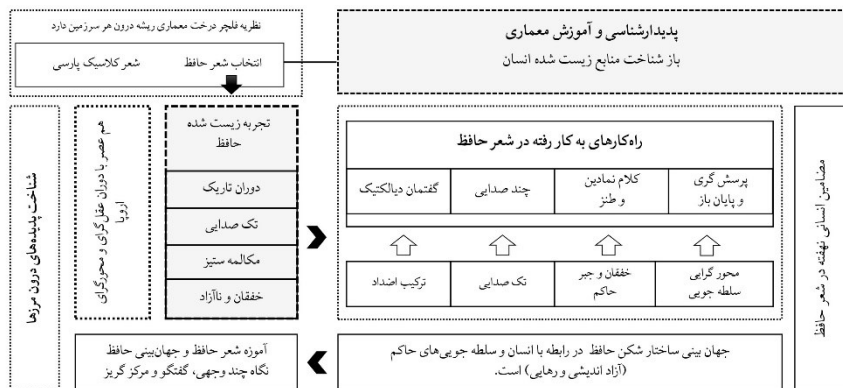 نظریه فلچر درخت معماری ریشه درون هر سرزمین دارد
انتخاب شعر حافظ
شعر کلاسیک پارسی
پدیدارشناسی و آموزش معماری
باز شناخت منابع زیست شده انسان
مضامین انسانی نهفته در شعر حافظ
راه‌کارهای به کار رفته در شعر حافظ
پرسش گری
و پایان باز
کلام نمادین
و طنز
چند صدایی
گفتمان دیالکتیک
محور گرایی
سلطه جویی
خفقان و جبر
حاکم
تک صدایی
ترکیب اضداد
تجربه زیست شده
حافظ
دوران تاریک
تک صدایی
مکالمه ستیز
خفقان و ناآزاد
هم عصر با دوران عقل‌گرای و محورگرای
اروپا
شناخت پدیده‌های درون مرزها
جهان بینی ساختار شکن حافظ در رابطه با انسان و سلطه جویی‌های حاکم
(آزاد اندیشی و رهایی) است.
آموزه شعر حافظ و جهان‌بینی حافظ
نگاه چند وجهی، گفتگو و مرکز گریز